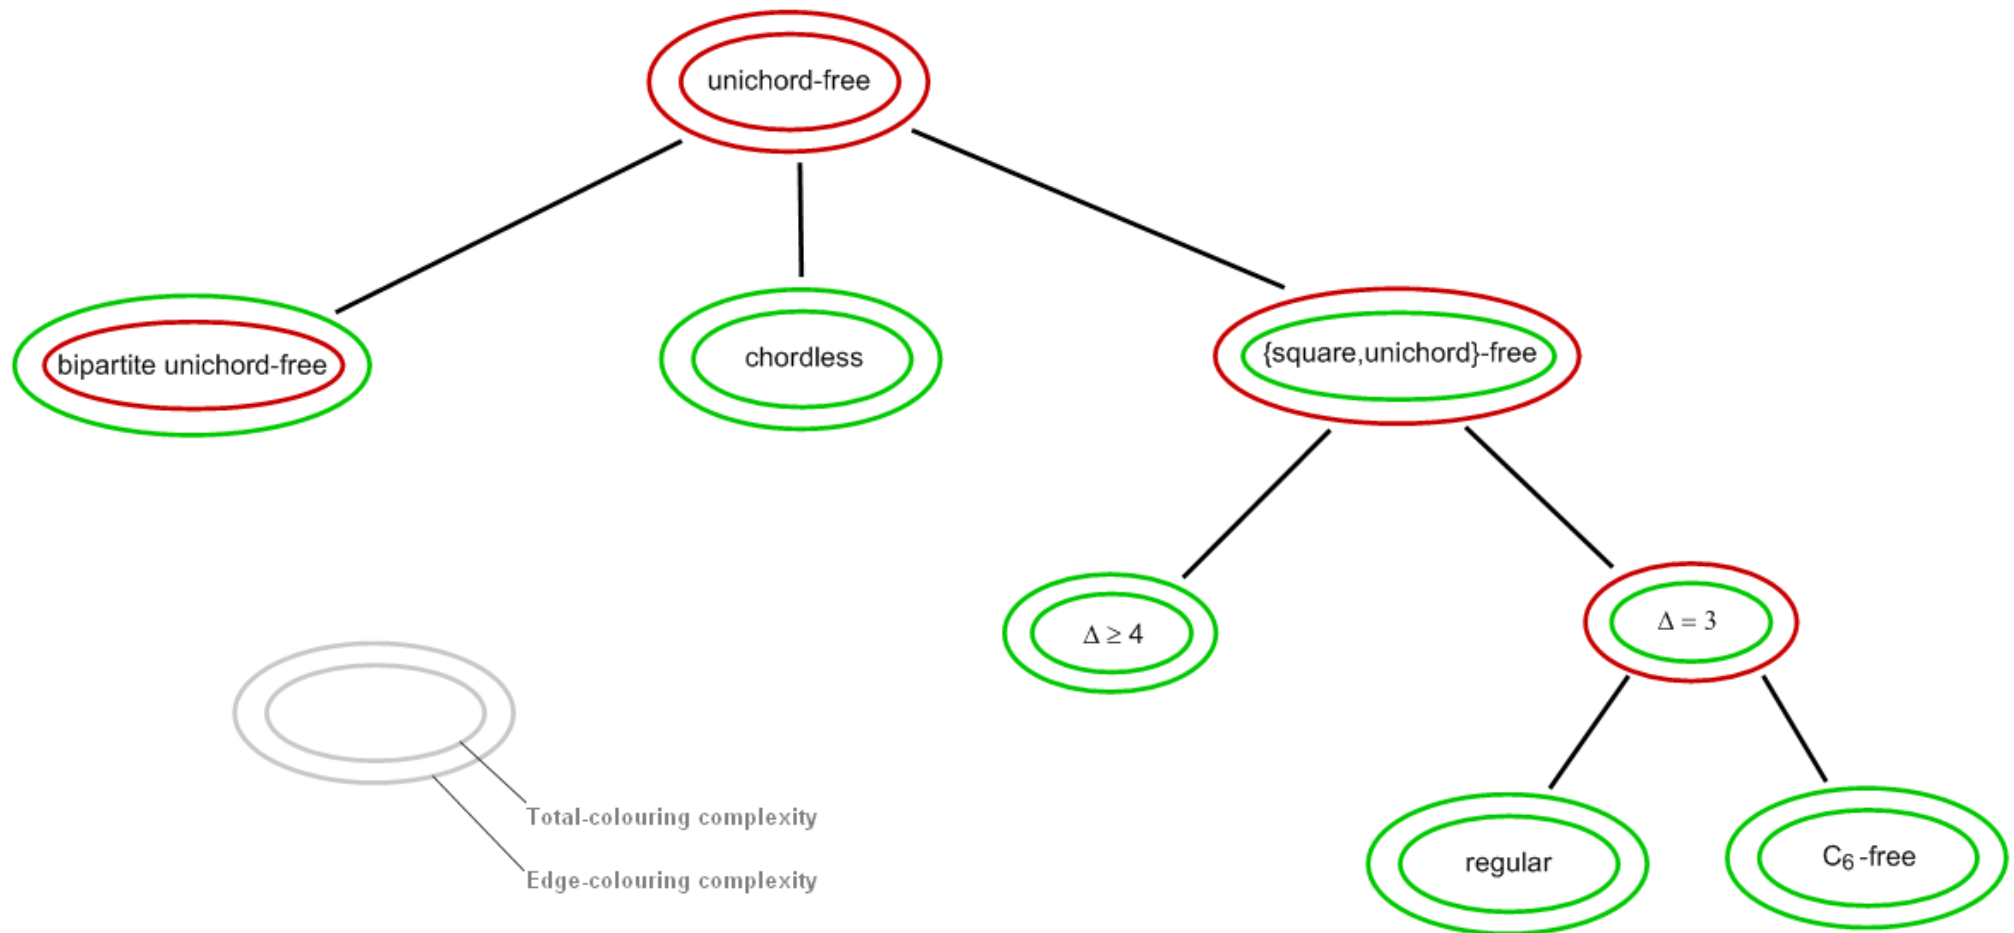 unichord-free
bipartite unichord-free
chordless
{square,unichord}-free
Δ ≥ 4
Δ = 3
Total-colouring complexity
Edge-colouring complexity
regular
C6-free